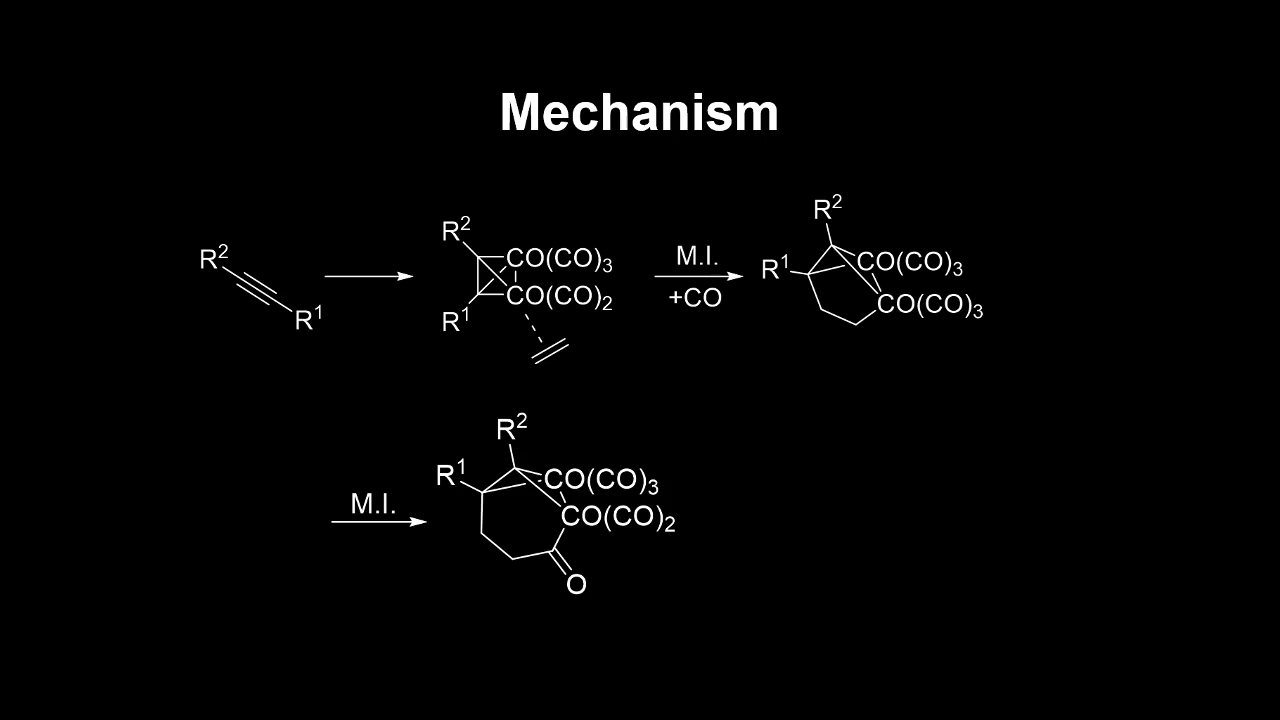 Mechanism
R² R¹
R² CO(CO)₃
R¹ CO(CO)₂
M.I.
+CO
R²
R¹ CO(CO)₃
CO(CO)₃
M.I.
R²
R¹ CO(CO)₃
CO(CO)₂
O